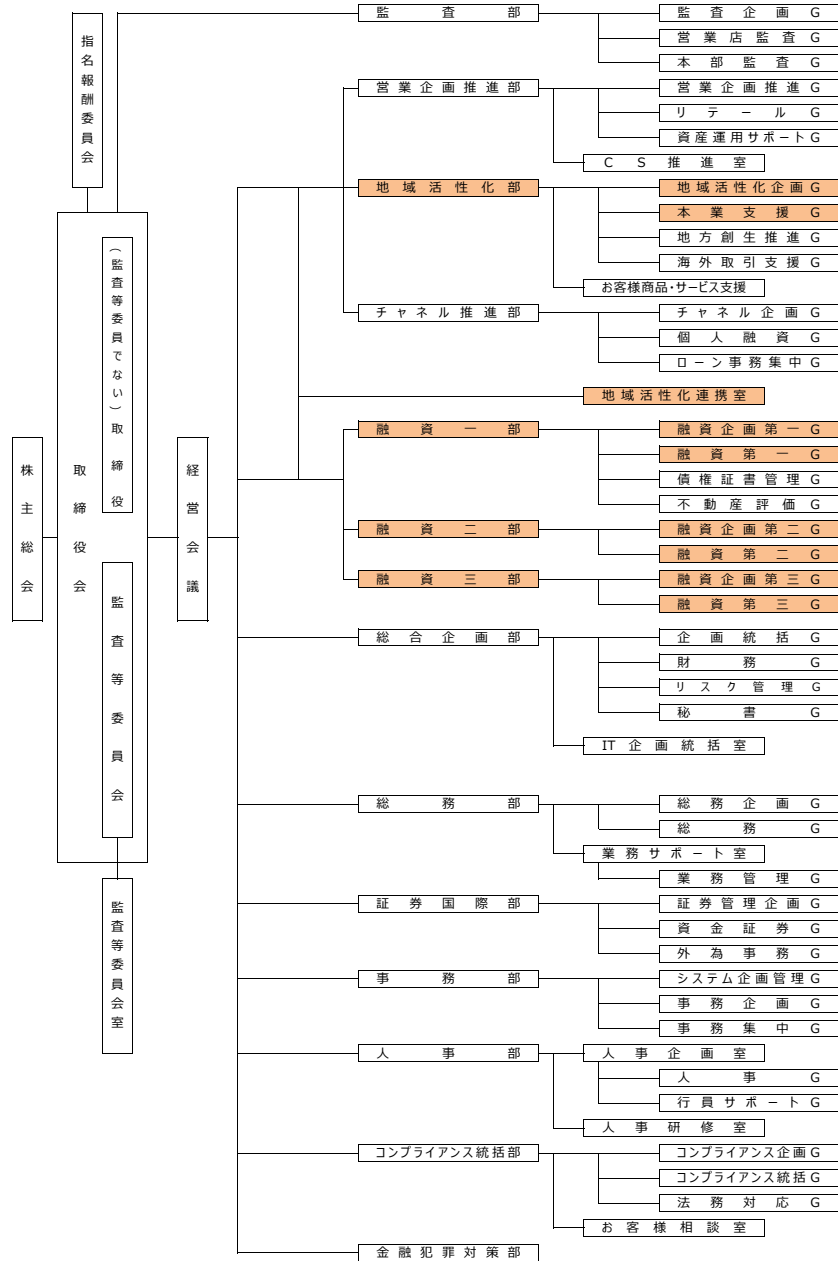 指名報酬委員会
(監査等委員でない)取締役
取締役会
監査等委員会
監査等委員会室
株主総会
経営会議
監査部
監査企画G
営業店監査G
本部監査G
営業企画推進部
営業企画推進G
リテールG
資産運用サポートG
CS推進室
地域活性化部
地域活性化企画G
本業支援G
地方創生推進G
海外取引支援G
お客様商品・サービス支援
チャネル推進部
チャネル企画G
個人融資G
ローン事務集中G
地域活性化連携室
融資一部
融資企画第一G
融資第一G
債権証書管理G
不動産評価G
融資二部
融資企画第二G
融資第二G
融資三部
融資企画第三G
融資第三G
総合企画部
企画統括G
財務G
リスク管理G
秘書G
IT企画統括室
総務部
総務企画G
総務G
業務サポート室
業務管理G
証券国際部
証券管理企画G
資金証券G
外為事務G
事務部
システム企画管理G
事務企画G
事務集中G
人事部
人事企画室
人事G
行員サポートG
人事研修室
コンプライアンス統括部
コンプライアンス企画G
コンプライアンス統括G
法務対応G
お客様相談室
金融犯罪対策部